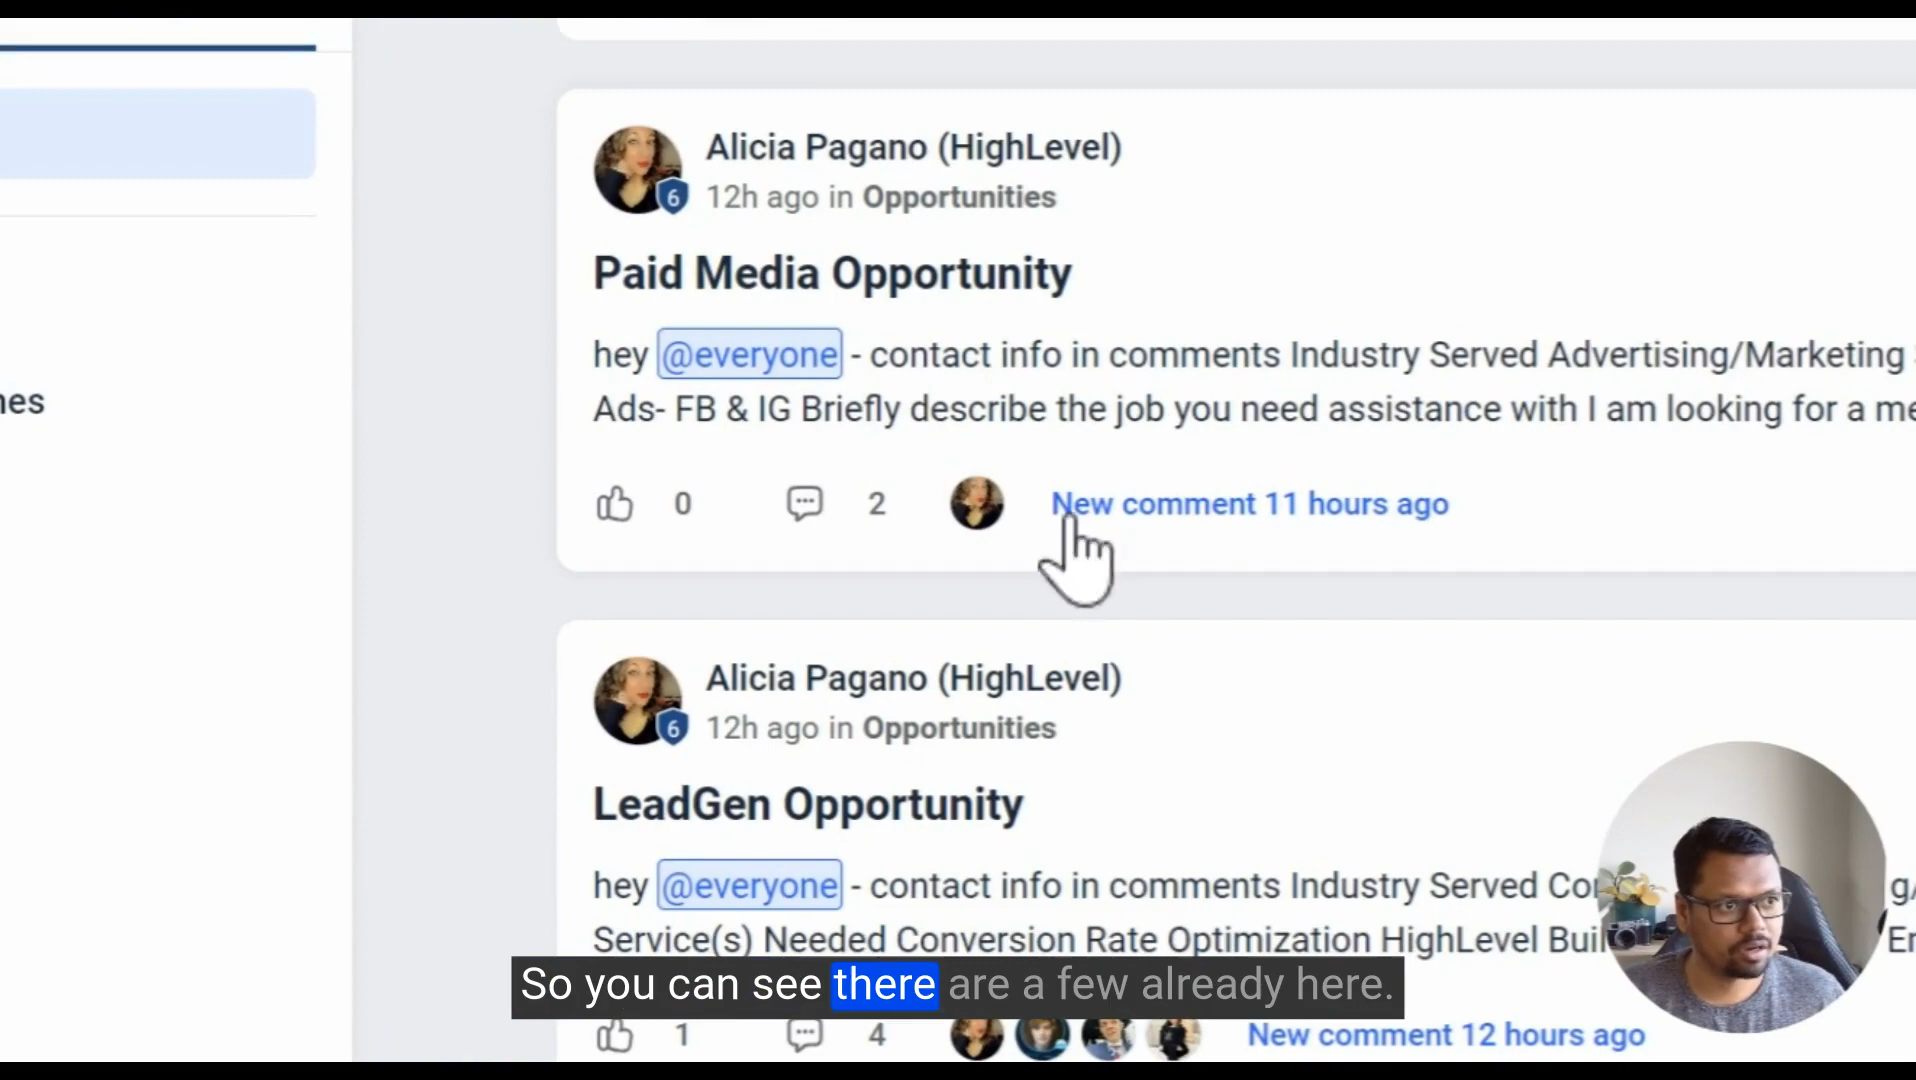 Alicia Pagano (HighLevel)
6
12h ago in Opportunities
Paid Media Opportunity
hey @everyone - contact info in comments Industry Served Advertising/Marketing
nes
Ads- FB & IG Briefly describe the job you need assistance with I am looking for a me
0 2 New comment 11 hours ago
Alicia Pagano (HighLevel)
6
12h ago in Opportunities
LeadGen Opportunity
hey @everyone - contact info in comments Industry Served Co g/
Service(s) Needed Conversion Rate Optimization HighLevel Buil
So you can see there are a few already here.
1 4 New comment 12 hours ago